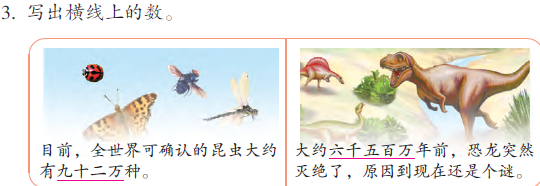 3. 写出横线上的数。
目前，全世界可确认的昆虫大约
有九十二万种。
大约六千五百万年前，恐龙突然
灭绝了，原因到现在还是个谜。